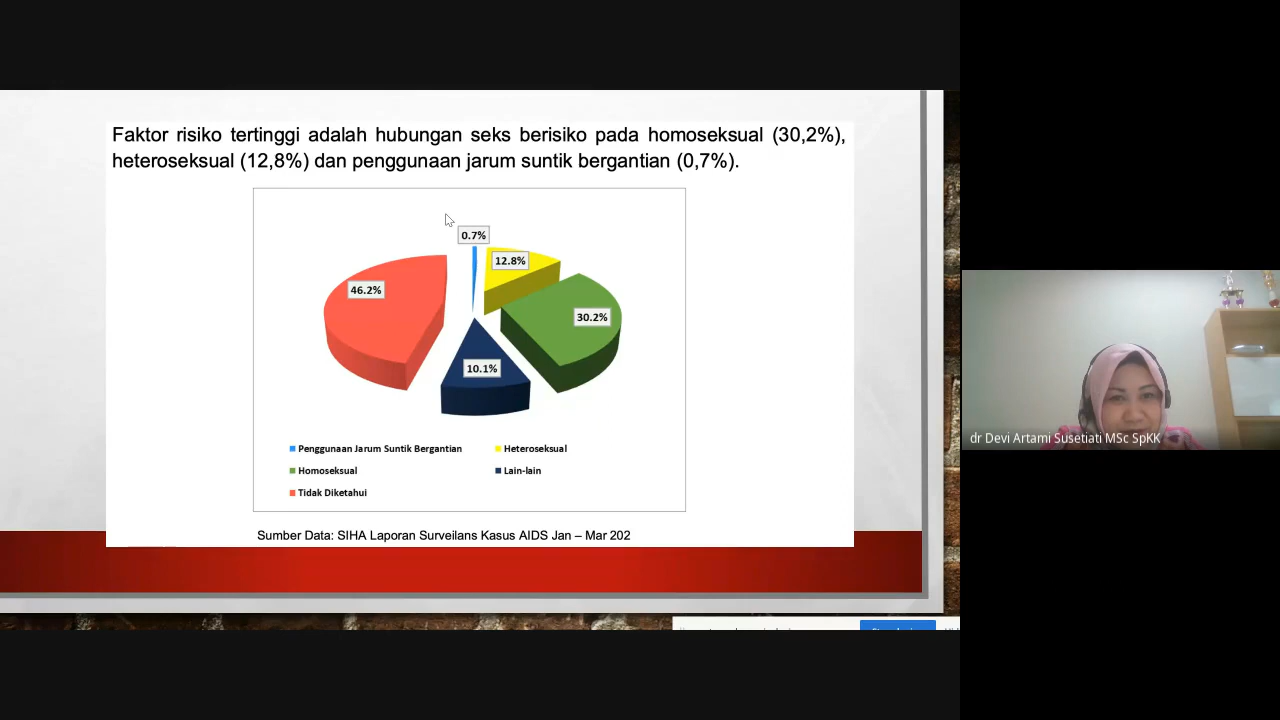 Faktor risiko tertinggi adalah hubungan seks berisiko pada homoseksual (30,2%),
heteroseksual (12,8%) dan penggunaan jarum suntik bergantian (0,7%).
0.7%
12.8%
46.2%
30.2%
10.1%
Penggunaan Jarum Suntik Bergantian
Heteroseksual
Homoseksual
Lain-lain
Tidak Diketahui
Sumber Data: SIHA Laporan Surveilans Kasus AIDS Jan – Mar 202
dr Devi Artami Susetiati MSc SpKK